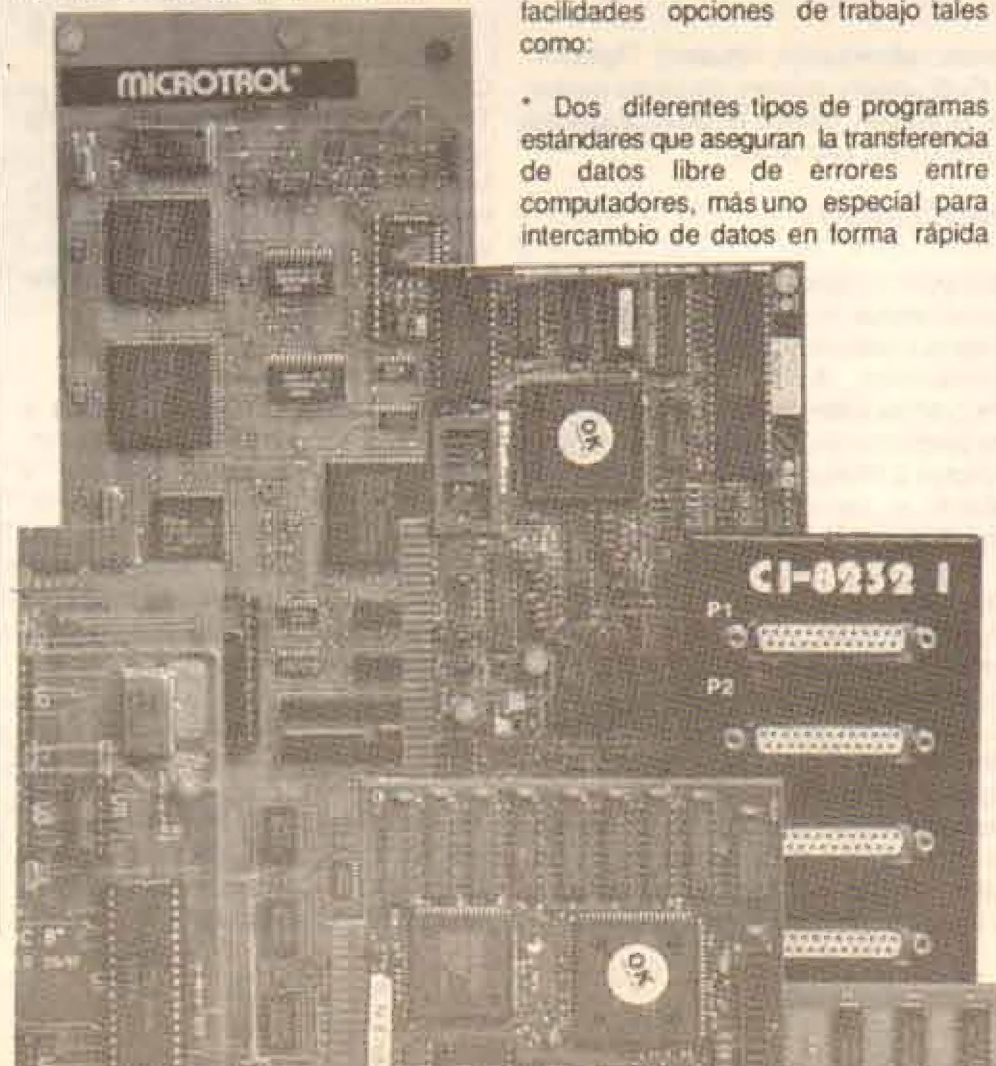 facilidades opciones de trabajo tales
como:
* Dos diferentes tipos de programas
estándares que aseguran la transferencia
de datos libre de errores entre
computadores, más uno especial para
intercambio de datos en forma rápida
MICROTROL
OK
CI-8232 I
P1
P2
OK